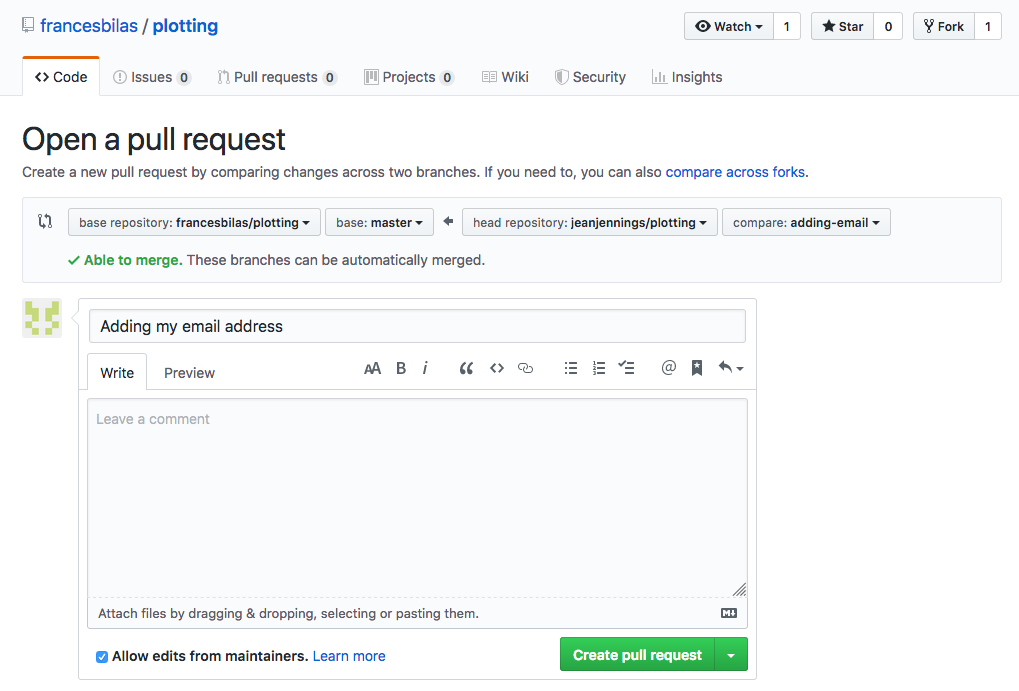 francesbilas / plotting
Watch 1 Star 0 Fork 1
Code Issues 0 Pull requests 0 Projects 0 Wiki Security Insights
Open a pull request
Create a new pull request by comparing changes across two branches. If you need to, you can also compare across forks.
base repository: francesbilas/plotting base: master head repository: jeanjennings/plotting compare: adding-email
Able to merge. These branches can be automatically merged.
Adding my email address
Write Preview AA B i “ <> @
Leave a comment
Attach files by dragging & dropping, selecting or pasting them. M
Allow edits from maintainers. Learn more Create pull request